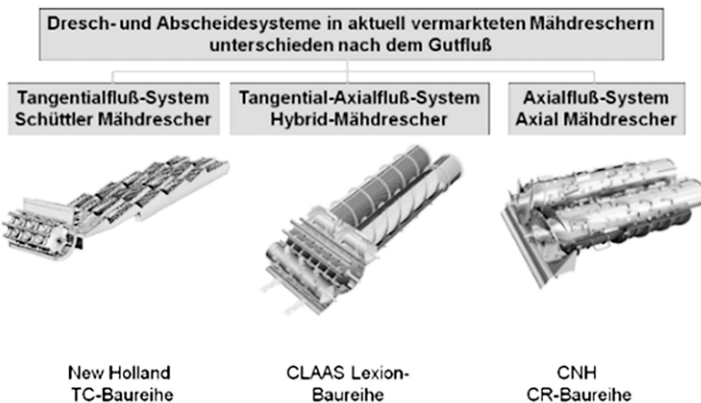 Dresch- und Abscheidesysteme in aktuell vermarkteten Mähdreschern
unterschieden nach dem Gutfluß
Tangentialfluß-System
Schüttler Mähdrescher
Tangential-Axialfluß-System
Hybrid-Mähdrescher
Axialfluß-System
Axial Mähdrescher
New Holland
TC-Baureihe
CLAAS Lexion-
Baureihe
CNH
CR-Baureihe